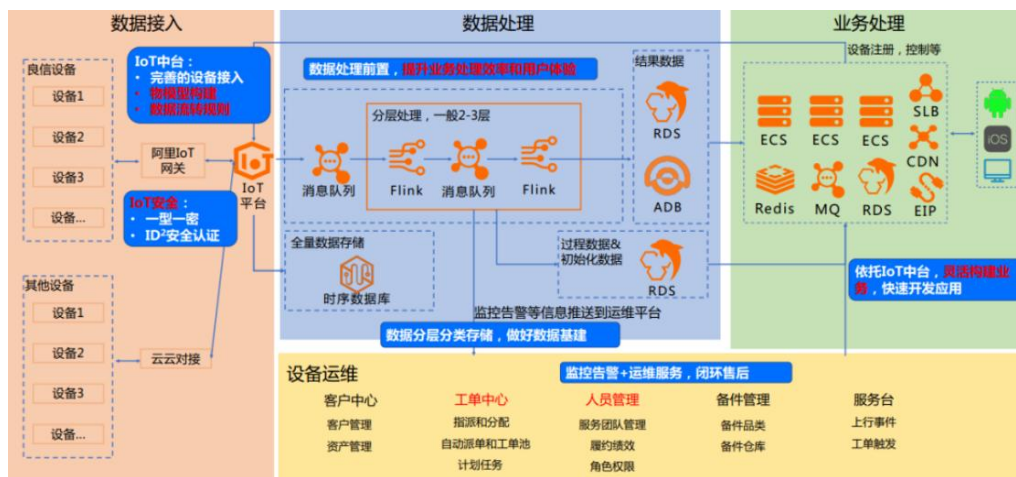 数据接入
良信设备
设备1
设备2
设备3
设备...
IoT中台：
• 完善的设备接入
• 物模型构建
• 数据流转规则
阿里IoT
网关
IoT
平台
IoT安全：
• 一型一密
• ID²安全认证
其他设备
设备1
设备2
设备3
设备...
云云对接
数据处理
数据处理前置，提升业务处理效率和用户体验
分层处理，一般2-3层
消息队列
Flink
消息队列
Flink
结果数据
RDS
ADB
全量数据存储
时序数据库
过程数据&
初始化数据
RDS
监控告警等信息推送到运维平台
数据分层分类存储，做好数据基建
业务处理
设备注册，控制等
ECS
ECS
ECS
SLB
CDN
Redis
MQ
RDS
EIP
iOS
依托IoT中台，灵活构建业
务，快速开发应用
设备运维
监控告警+运维服务，闭环售后
客户中心
客户管理
资产管理
工单中心
指派和分配
自动派单和工单池
计划任务
人员管理
服务团队管理
履约绩效
角色权限
备件管理
备件品类
备件仓库
服务台
上行事件
工单触发